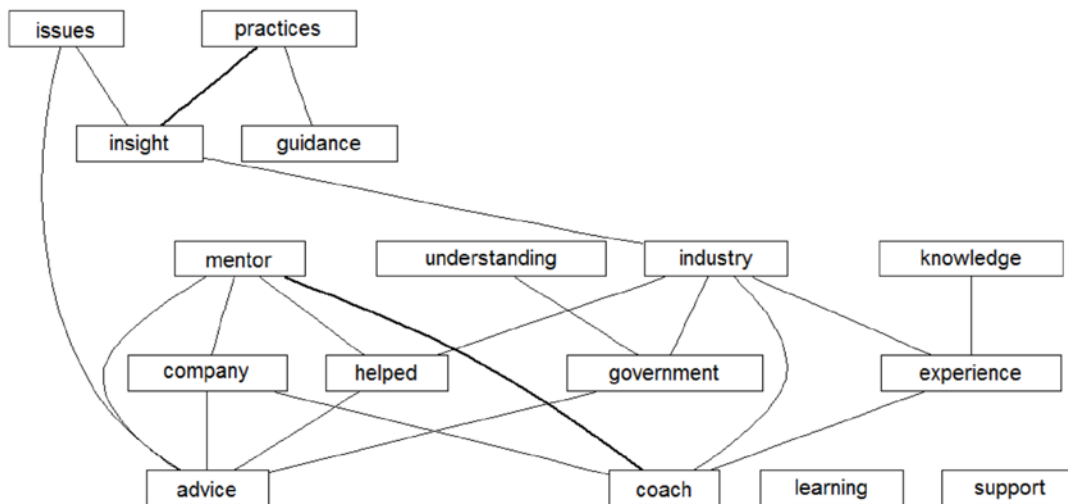 issues
practices
insight
guidance
mentor
understanding
industry
knowledge
company
helped
government
experience
advice
coach
learning
support